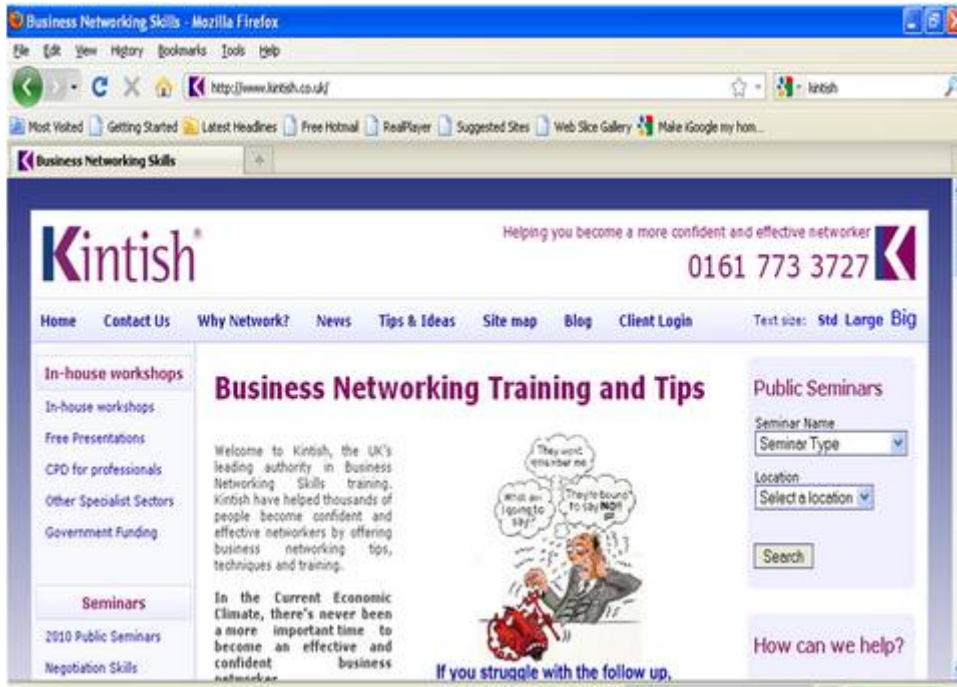 Business Networking Skills - Mozilla Firefox
File Edit View History Bookmarks Tools Help
http://www.kintish.co.uk/
kintish
Most Visited Getting Started Latest Headlines Free Hotmail RealPlayer Suggested Sites Web Slice Gallery Make iGoogle my hom...
Business Networking Skills
Kintish®
Helping you become a more confident and effective networker
0161 773 3727
Home Contact Us Why Network? News Tips & Ideas Site map Blog Client Login
Text size: Std Large Big
In-house workshops
In-house workshops
Free Presentations
CPD for professionals
Other Specialist Sectors
Government Funding
Seminars
2010 Public Seminars
Negotiation Skills
Business Networking Training and Tips
Welcome to Kintish, the UK's
leading authority in Business
Networking Skills training.
Kintish have helped thousands of
people become confident and
effective networkers by offering
business networking tips,
techniques and training.
In the Current Economic
Climate, there's never been
a more important time to
become an effective and
confident business
networker
They wont
remember me
What am
I going to
say?
They're bound
to say NO!!
If you struggle with the follow up,
Public Seminars
Seminar Name
Seminar Type
Location
Select a location
Search
How can we help?